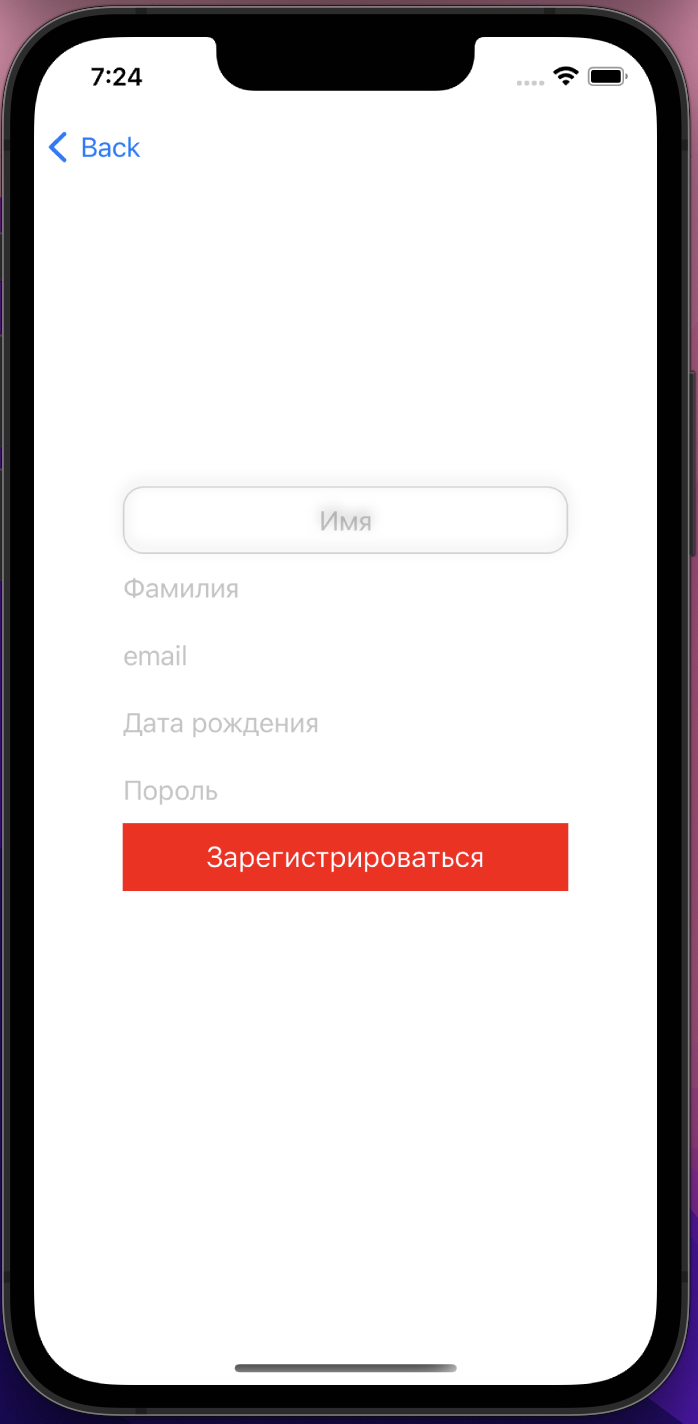 7:24
Back
Имя
Фамилия
email
Дата рождения
Пороль
Зарегистрироваться